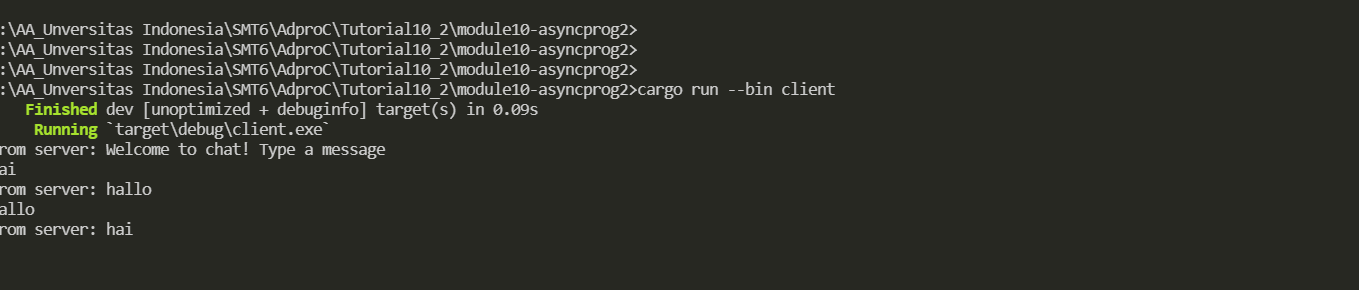 :\AA_Unversitas Indonesia\SMT6\AdproC\Tutorial10_2\module10-asyncprog2>
:\AA_Unversitas Indonesia\SMT6\AdproC\Tutorial10_2\module10-asyncprog2>
:\AA_Unversitas Indonesia\SMT6\AdproC\Tutorial10_2\module10-asyncprog2>
:\AA_Unversitas Indonesia\SMT6\AdproC\Tutorial10_2\module10-asyncprog2>cargo run --bin client
Finished dev [unoptimized + debuginfo] target(s) in 0.09s
Running `target\debug\client.exe`
rom server: Welcome to chat! Type a message
ai
rom server: hallo
allo
rom server: hai